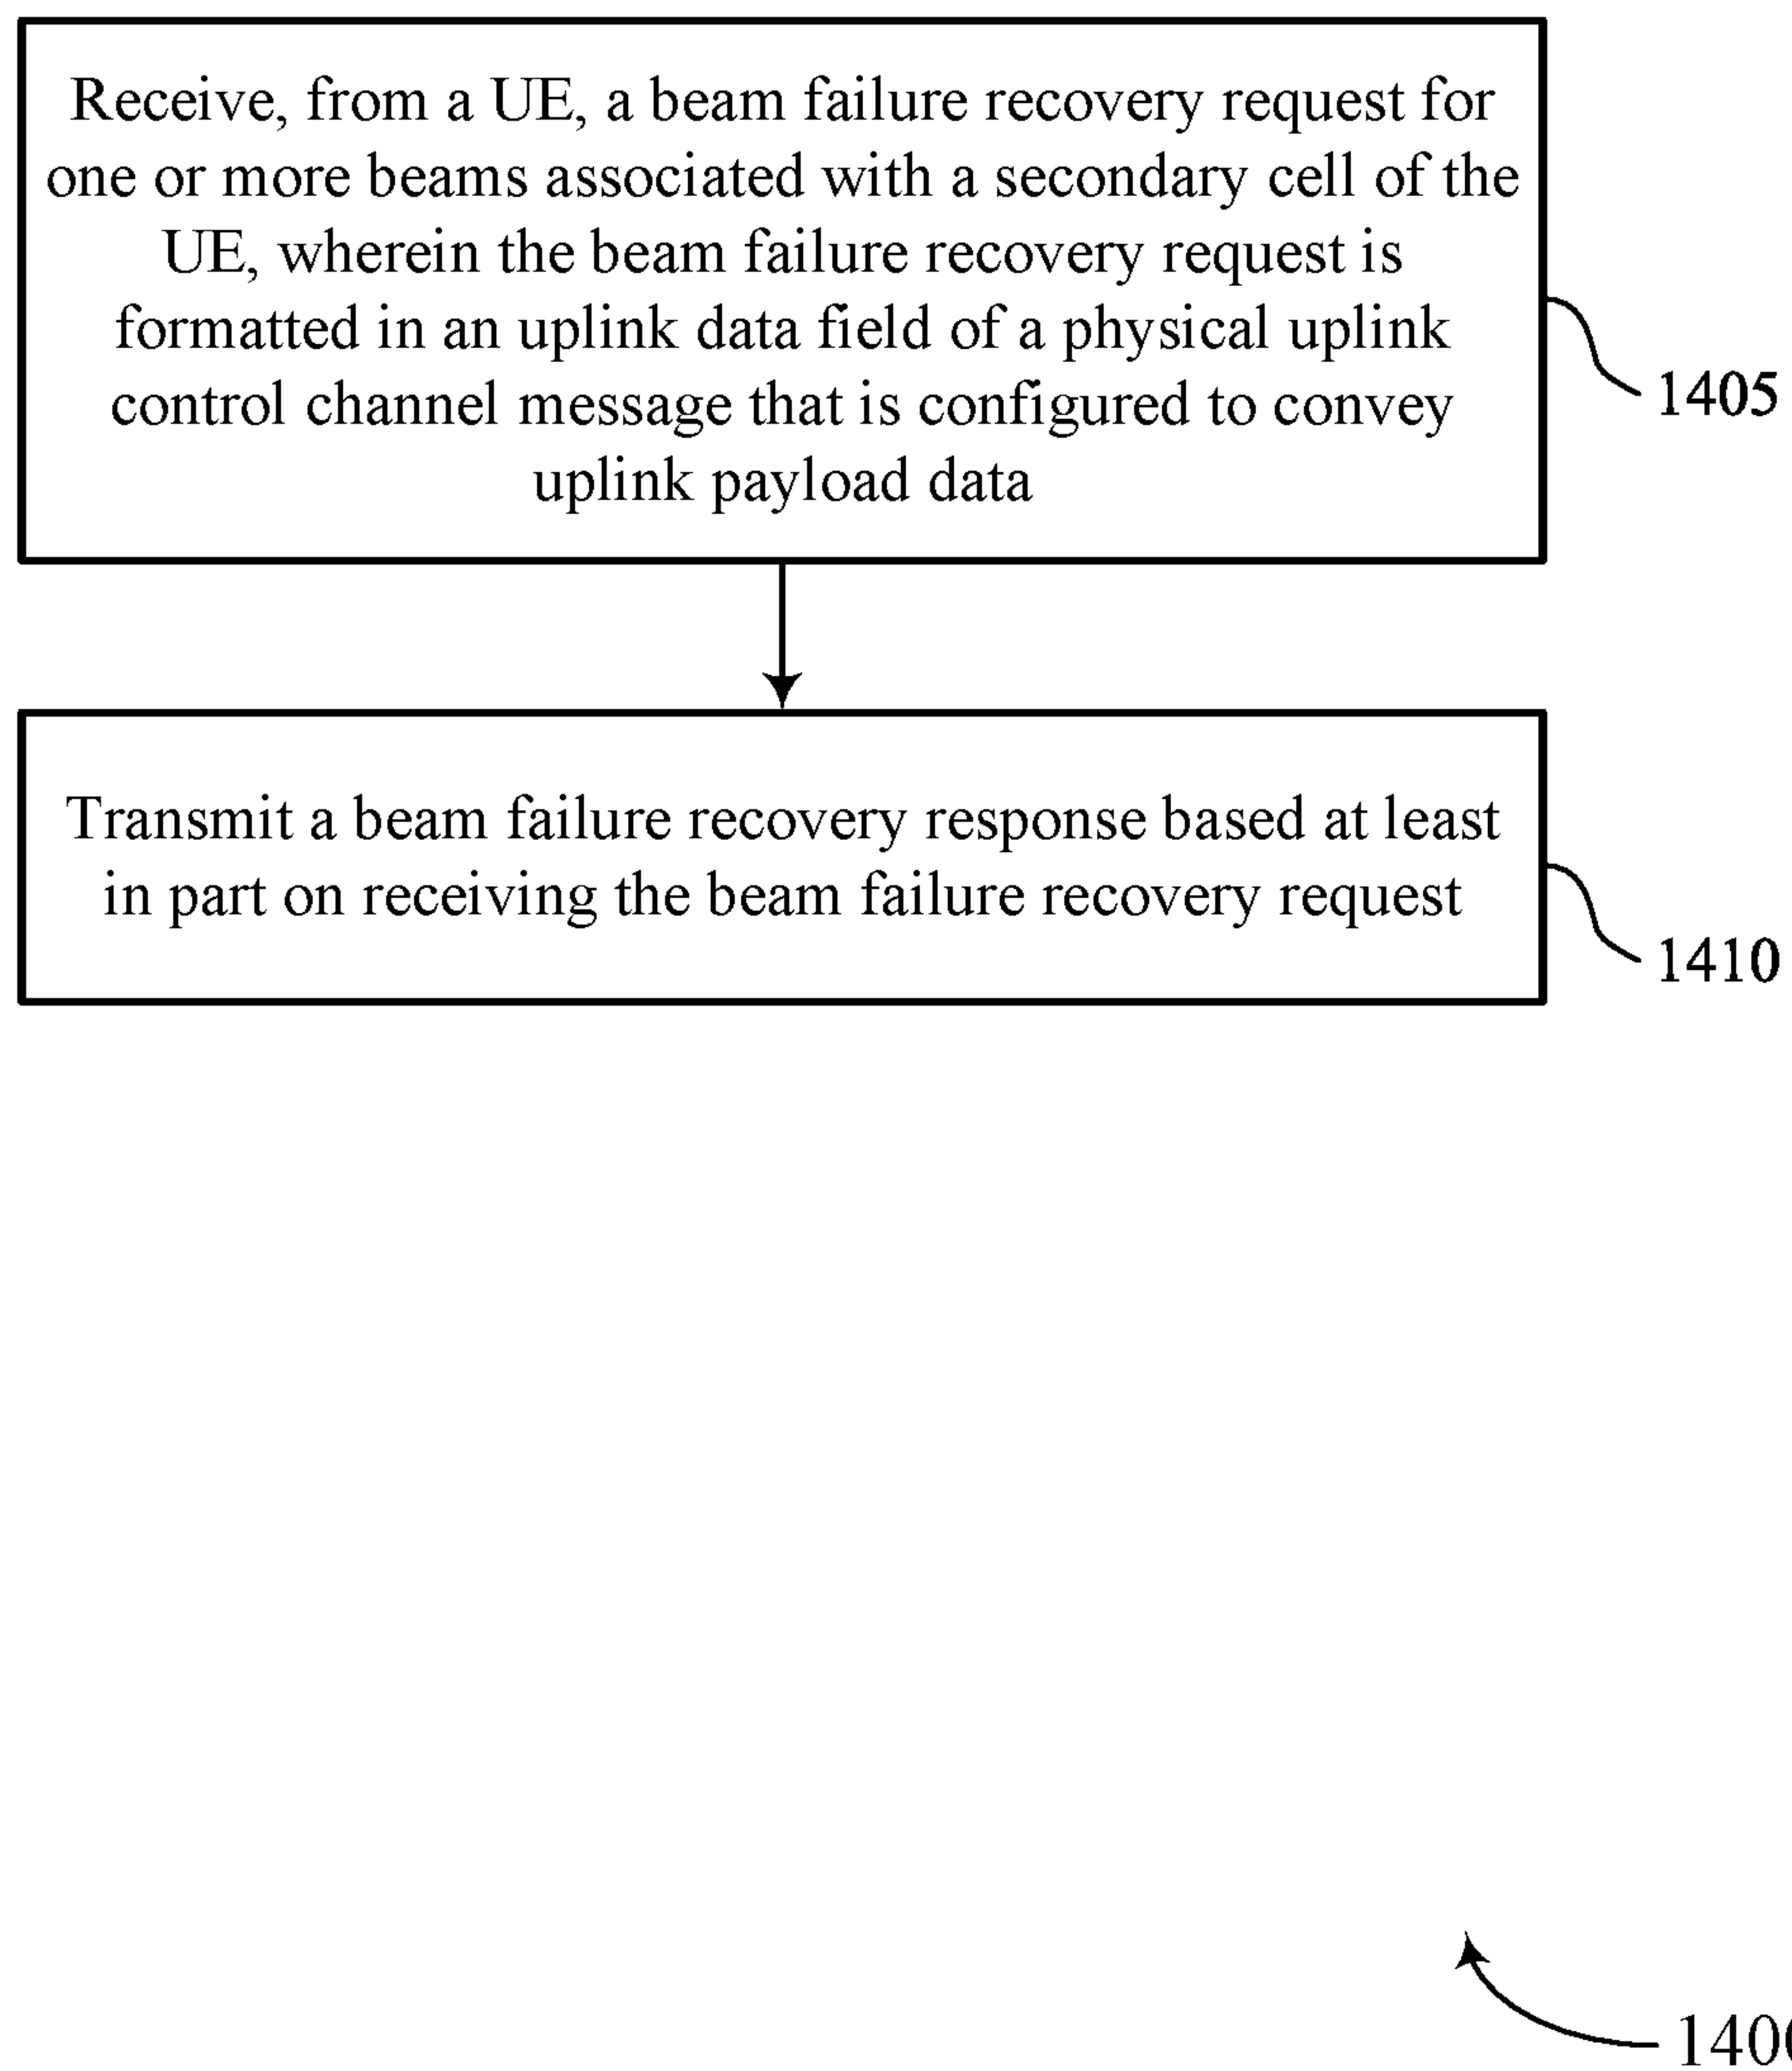 Receive, from a UE, a beam failure recovery request for
one or more beams associated with a secondary cell of the
UE, wherein the beam failure recovery request is
formatted in an uplink data field of a physical uplink
control channel message that is configured to convey
uplink payload data
1405
Transmit a beam failure recovery response based at least
in part on receiving the beam failure recovery request
1410
1400